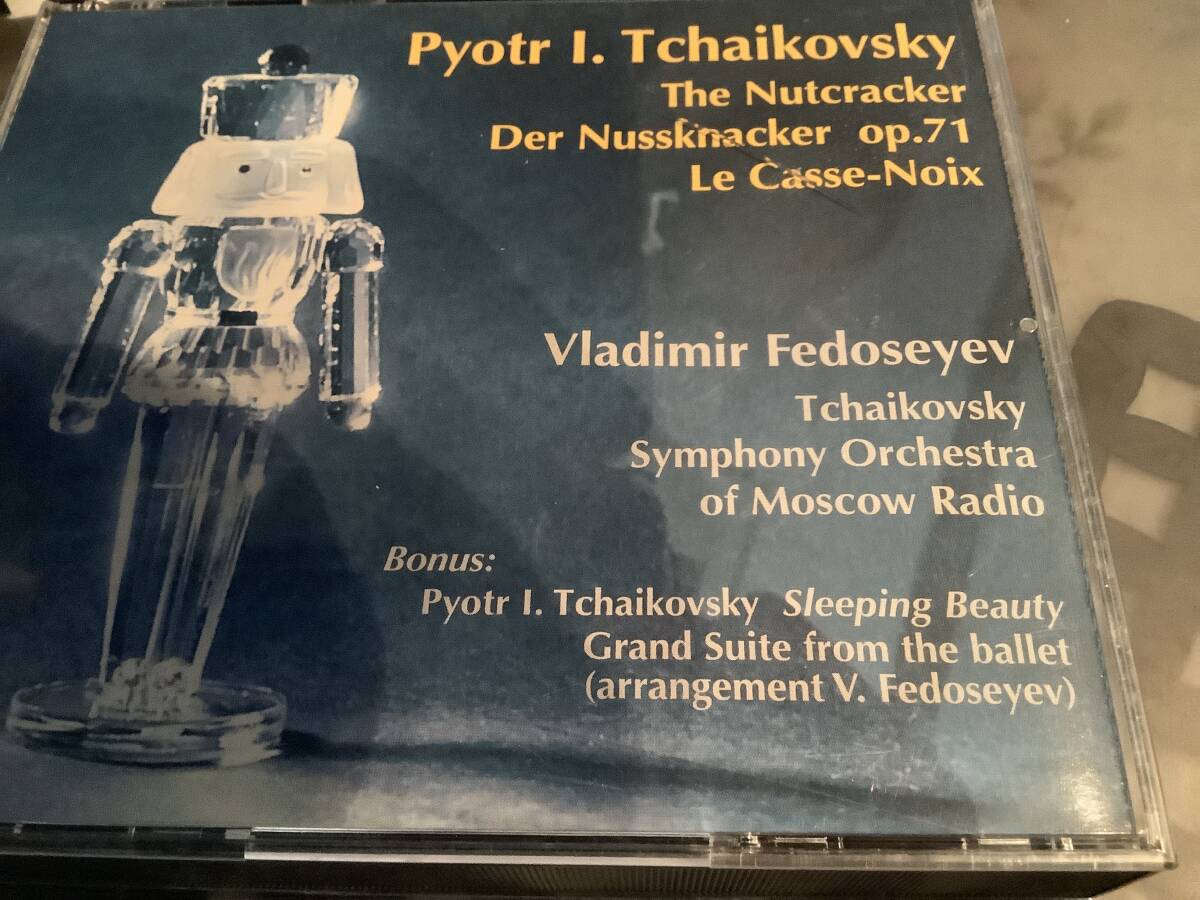 Pyotr I. Tchaikovsky
The Nutcracker
Der Nussknacker op.71
Le Casse-Noix
Vladimir Fedoseyev
Tchaikovsky
Symphony Orchestra
of Moscow Radio
Bonus:
Pyotr I. Tchaikovsky Sleeping Beauty
Grand Suite from the ballet
(arrangement V. Fedoseyev)